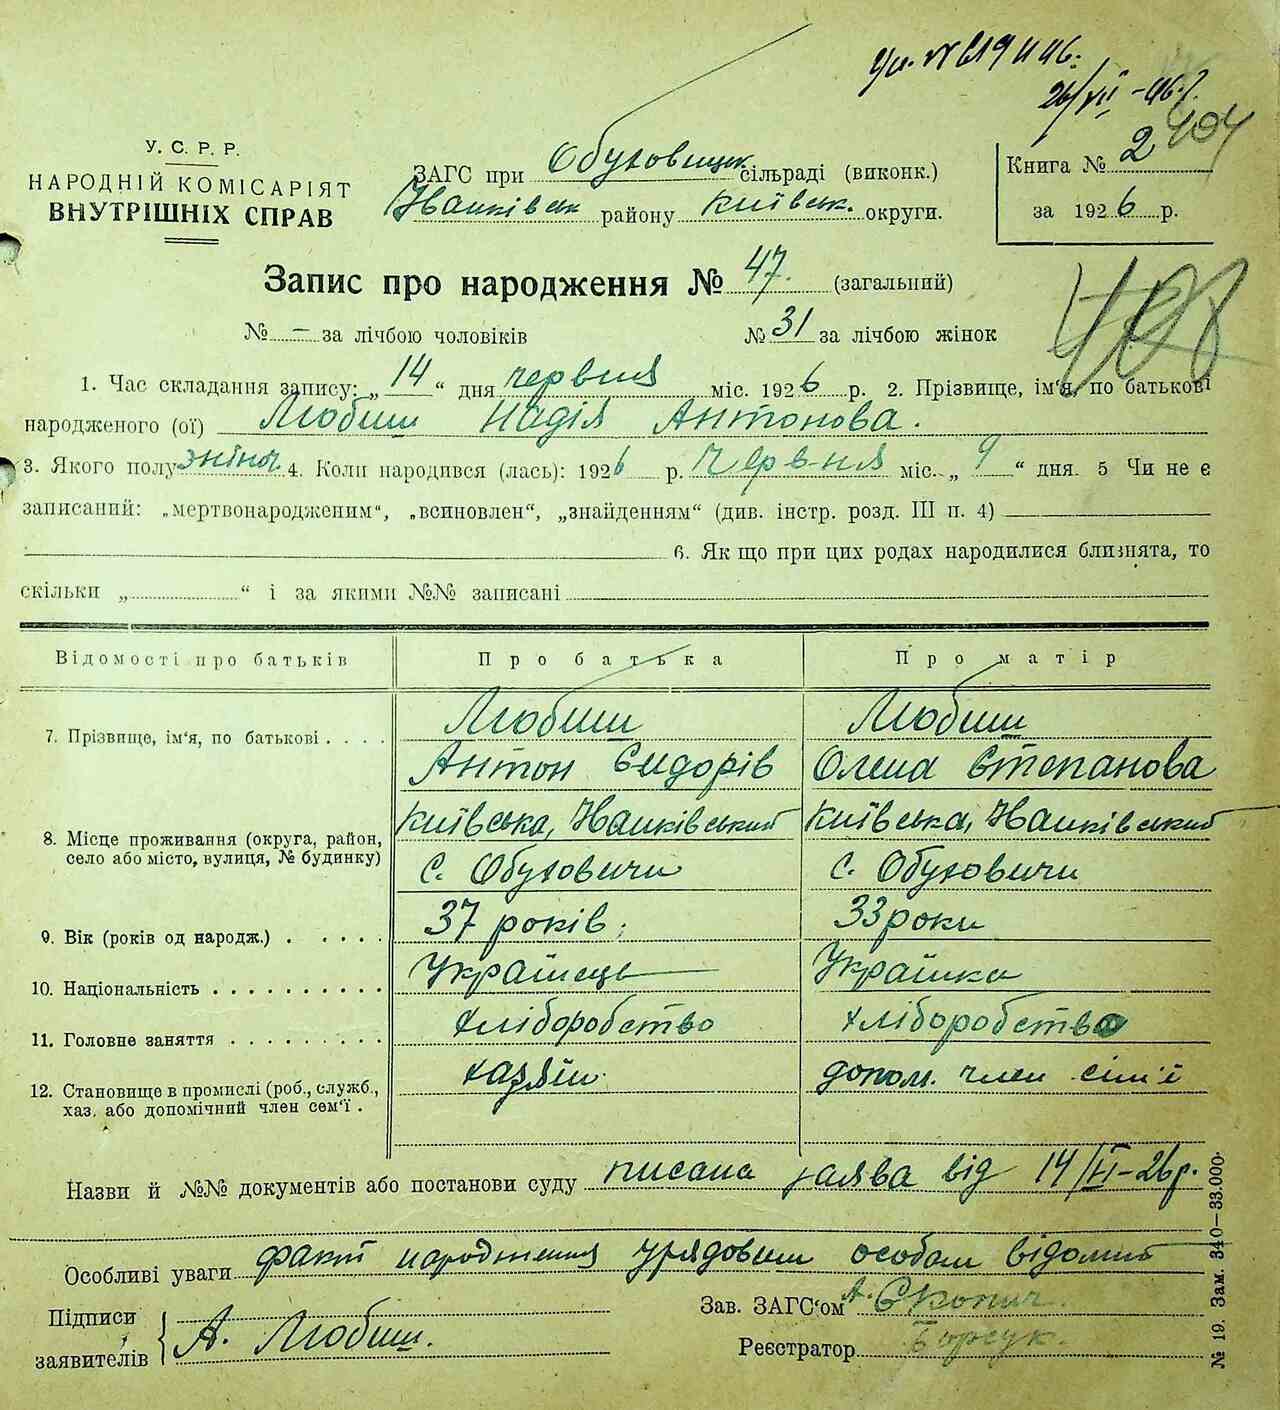 26/VII -46 р.
404
У. С. Р. Р.
НАРОДНІЙ КОМІСАРІЯТ
ВНУТРІШНІХ СПРАВ
ЗАГС при Обуховицьк. сільраді (виконк.)
Іванківськ району Київськ. округи.
Книга № 2
за 1926 р.
Запис про народження № 47. (загальний)
№ — за лічбою чоловіків № 31 за лічбою жінок
1. Час складання запису: „14“ дня червня міс. 1926 р. 2. Прізвище, ім‘я, по батькові
народженого (ої) Любиш Надія Антонова.
3. Якого полу жіноч. 4. Коли народився (лась): 1926 р. Червня міс. „9“ дня. 5 Чи не є
записаний: „мертвонародженим“, „всиновлен“, „знайденням“ (див. інстр. розд. III п. 4)
6. Як що при цих родах народилися близнята, то
скільки „ “ і за якими №№ записані
Відомості про батьків Про батька Про матір
7. Прізвище, ім‘я, по батькові . . . . Любиш Любиш
Антон Сидорів Олена Степанова
8. Місце проживання (округа, район, село або місто, вулиця, № будинку) Київська, Іванківський Київська, Іванківський
с. Обуховичи с. Обуховичи
9. Вік (років од народж.) . . . . . 37 років. 33 роки
10. Національність . . . . . . . . . . Українець Українка
11. Головне заняття . . . . . . . . . хліборобство хліборобство
12. Становище в промислі (роб., служб., хаз. або допомічний член сем‘ї . хазяїн. допом. член сім'ї
Назви й №№ документів або постанови суду писана заява від 14/VI–26 р.
Особливі уваги факт народження урядовим особам відомий
Підписи заявителів А. Любиш.
Зав. ЗАГС‘ом А. Скопич
Реєстратор Борсук.
№ 19. Зам. 340—33.000.